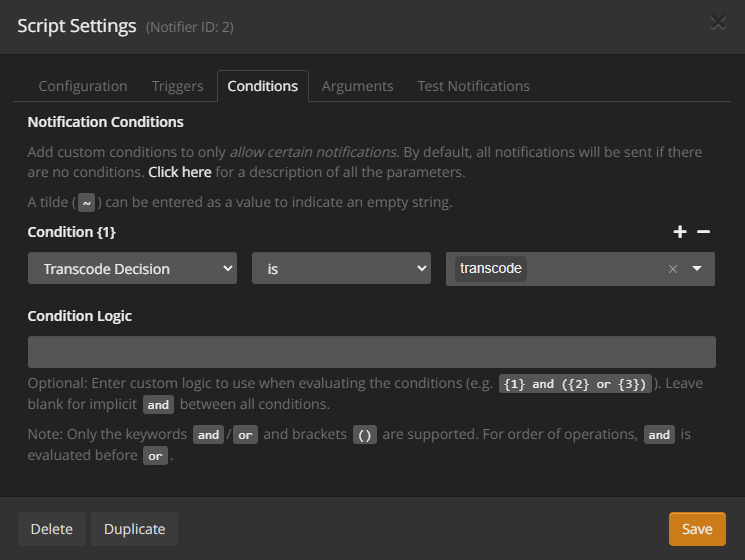 Script Settings (Notifier ID: 2)
Configuration Triggers Conditions Arguments Test Notifications
Notification Conditions
Add custom conditions to only allow certain notifications. By default, all notifications will be sent if there
are no conditions. Click here for a description of all the parameters.
A tilde ( ~ ) can be entered as a value to indicate an empty string.
Condition {1}
Transcode Decision is transcode
Condition Logic
Optional: Enter custom logic to use when evaluating the conditions (e.g. {1} and ({2} or {3}) ). Leave
blank for implicit and between all conditions.
Note: Only the keywords and / or and brackets () are supported. For order of operations, and is
evaluated before or .
Delete Duplicate Save